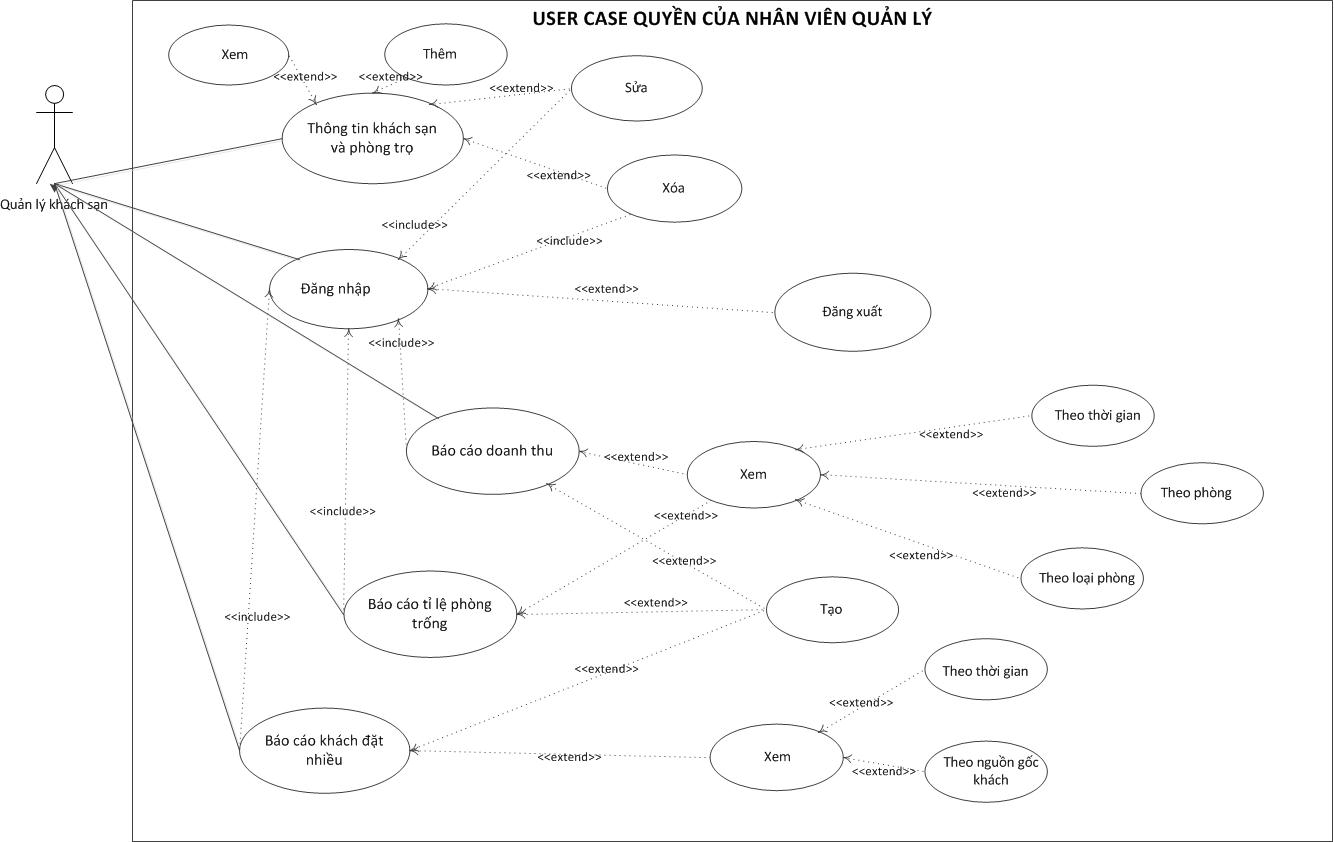 USER CASE QUYỀN CỦA NHÂN VIÊN QUẢN LÝ
Xem
Thêm
<<extend>>
<<extend>>
<<extend>>
Sửa
Thông tin khách sạn
và phòng trọ
<<extend>>
Xóa
Quản lý khách sạn
<<include>>
<<include>>
Đăng nhập
<<extend>>
Đăng xuất
<<include>>
Theo thời gian
<<extend>>
Báo cáo doanh thu
<<extend>>
Xem
Theo phòng
<<extend>>
<<include>>
<<extend>>
<<extend>>
<<extend>>
Theo loại phòng
Báo cáo tỉ lệ phòng
trống
<<extend>>
Tạo
<<include>>
<<extend>>
Theo thời gian
<<extend>>
Báo cáo khách đặt
nhiều
<<extend>>
Xem
<<extend>>
Theo nguồn gốc
khách